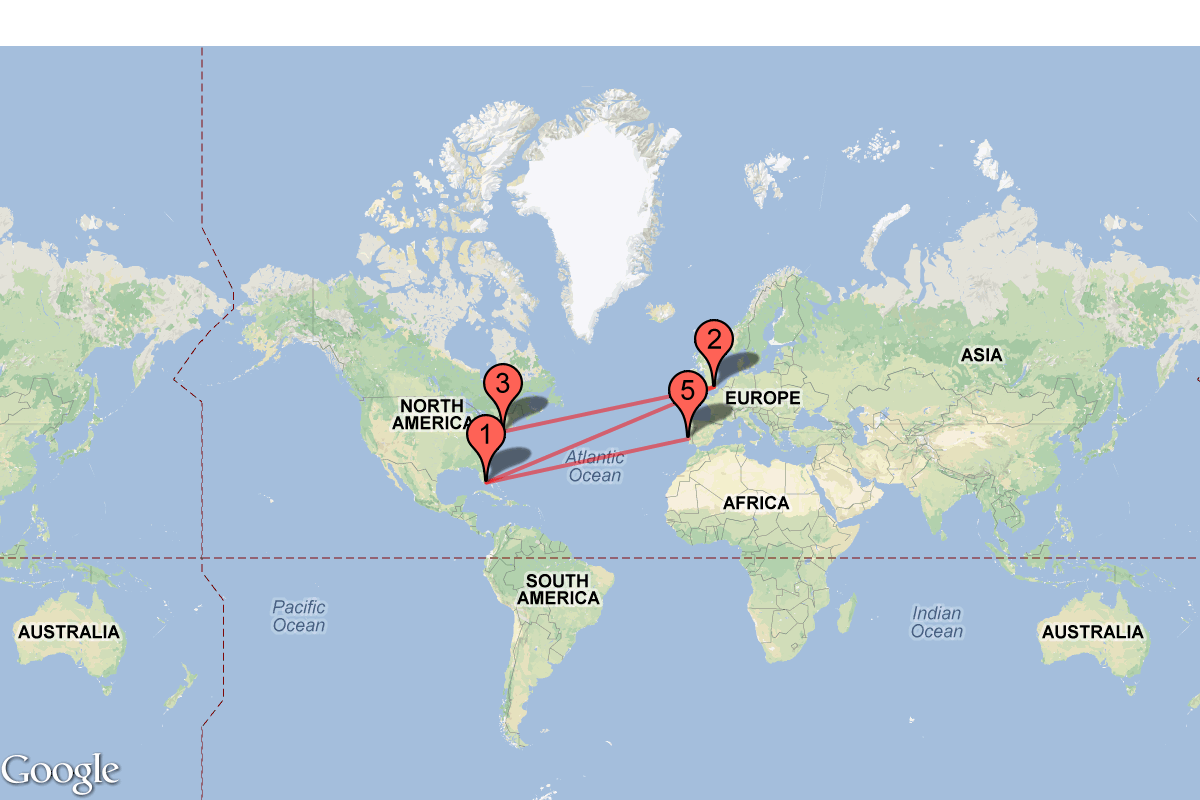 2
ASIA
3
5
EUROPE
NORTH
AMERICA
1
Atlantic
Ocean
AFRICA
SOUTH
AMERICA
Pacific
Ocean
Indian
Ocean
AUSTRALIA
AUSTRALIA
Google